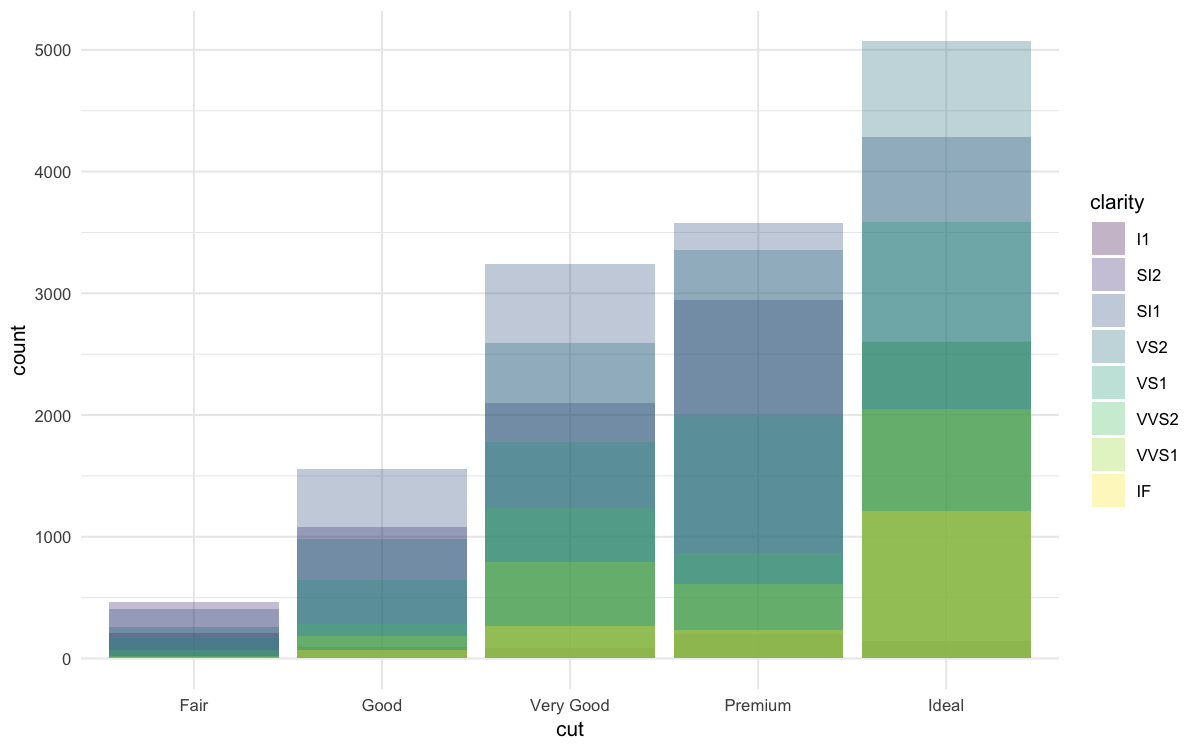 5000
4000
3000
2000
1000
0
count
Fair Good Very Good Premium Ideal
cut
clarity
I1
SI2
SI1
VS2
VS1
VVS2
VVS1
IF